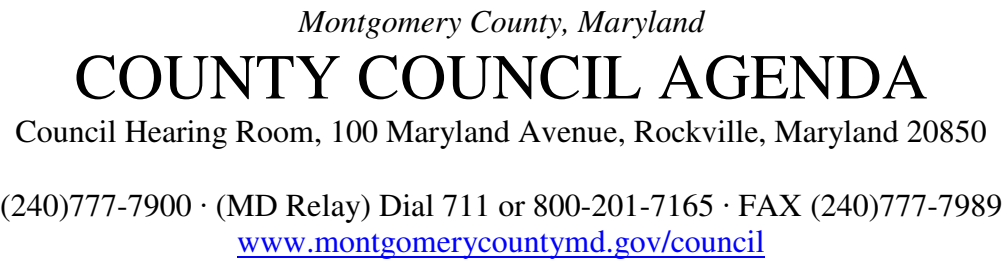 Montgomery County, Maryland
COUNTY COUNCIL AGENDA
Council Hearing Room, 100 Maryland Avenue, Rockville, Maryland 20850
(240)777-7900 · (MD Relay) Dial 711 or 800-201-7165 · FAX (240)777-7989
www.montgomerycountymd.gov/council